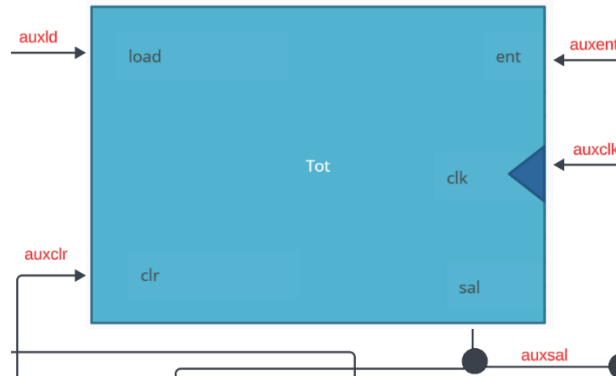 auxld
load
ent
auxent
Tot
clk
auxclk
auxclr
clr
sal
auxsal